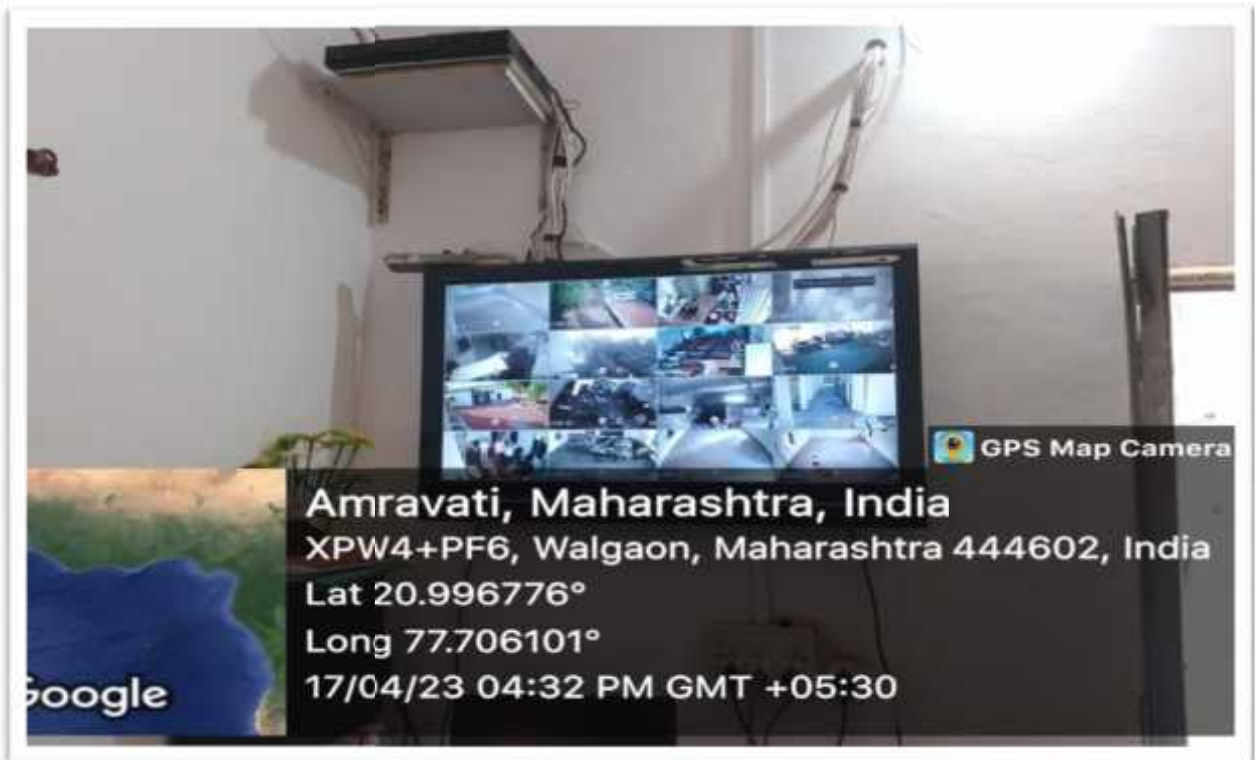 GPS Map Camera
Amravati, Maharashtra, India
XPW4+PF6, Walgaon, Maharashtra 444602, India
Lat 20.996776°
Long 77.706101°
17/04/23 04:32 PM GMT +05:30
Google